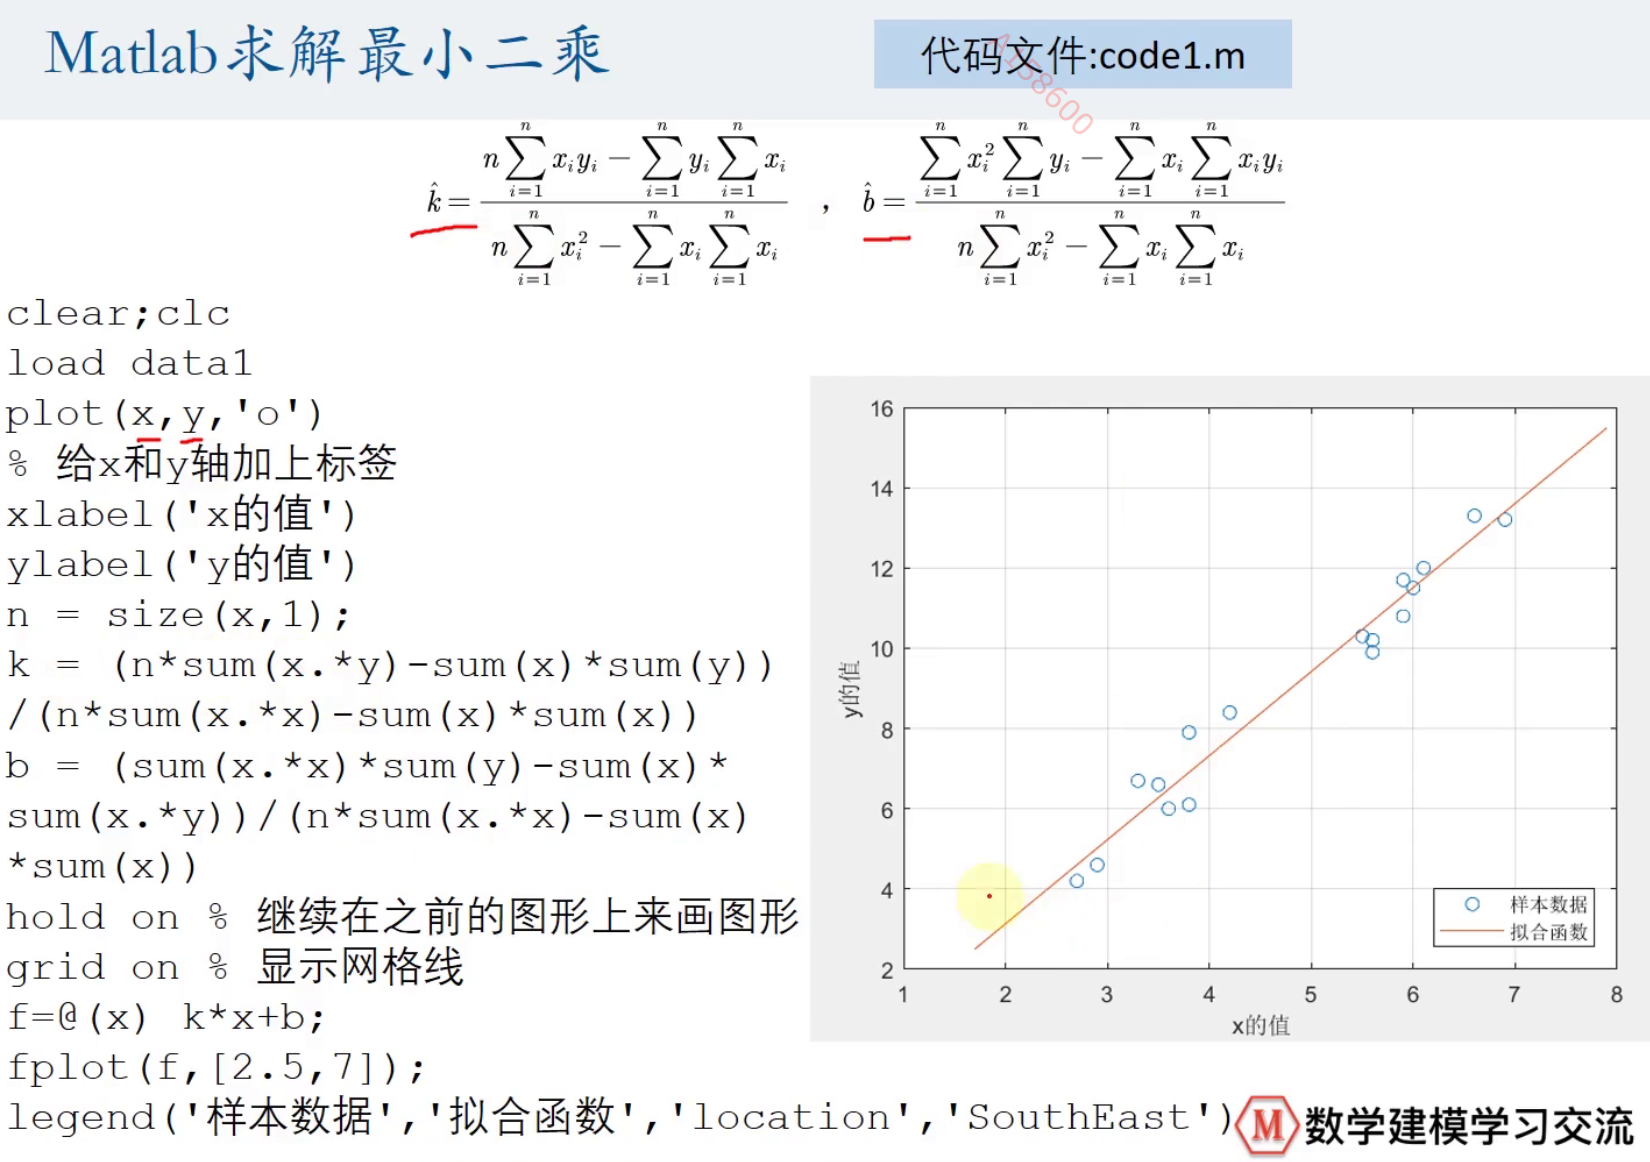 Matlab求解最小二乘
代码文件:code1.m
A158600
k̂ = \frac{n\sum_{i=1}^{n} x_i y_i - \sum_{i=1}^{n} y_i \sum_{i=1}^{n} x_i}{n\sum_{i=1}^{n} x_i^2 - \sum_{i=1}^{n} x_i \sum_{i=1}^{n} x_i} , b̂ = \frac{\sum_{i=1}^{n} x_i^2 \sum_{i=1}^{n} y_i - \sum_{i=1}^{n} x_i \sum_{i=1}^{n} x_i y_i}{n\sum_{i=1}^{n} x_i^2 - \sum_{i=1}^{n} x_i \sum_{i=1}^{n} x_i}
clear;clc
load data1
plot(x,y,'o')
% 给x和y轴加上标签
xlabel('x的值')
ylabel('y的值')
n = size(x,1);
k = (n*sum(x.*y)-sum(x)*sum(y))
/(n*sum(x.*x)-sum(x)*sum(x))
b = (sum(x.*x)*sum(y)-sum(x)*
sum(x.*y))/(n*sum(x.*x)-sum(x)
*sum(x))
hold on % 继续在之前的图形上来画图形
grid on % 显示网格线
f=@(x) k*x+b;
fplot(f,[2.5,7]);
legend('样本数据','拟合函数','location','SouthEast')
16
14
12
10
8
6
4
2
y的值
1 2 3 4 5 6 7 8
x的值
样本数据
拟合函数
M 数学建模学习交流